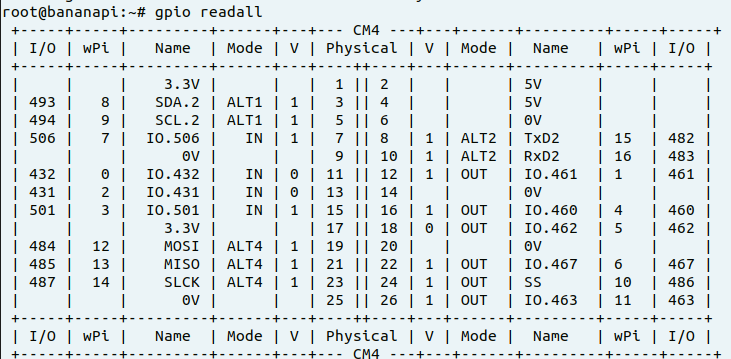 root@bananapi:~# gpio readall
 +-----+-----+---------+------+---+--- CM4 ---+---+------+---------+-----+-----+
 | I/O | wPi |   Name  | Mode | V | Physical | V | Mode | Name    | wPi | I/O |
 +-----+-----+---------+------+---+----++----+---+------+---------+-----+-----+
 |     |     |    3.3V |      |   |  1 || 2  |   |      | 5V      |     |     |
 | 493 |   8 |   SDA.2 | ALT1 | 1 |  3 || 4  |   |      | 5V      |     |     |
 | 494 |   9 |   SCL.2 | ALT1 | 1 |  5 || 6  |   |      | 0V      |     |     |
 | 506 |   7 |  IO.506 |   IN | 1 |  7 || 8  | 1 | ALT2 | TxD2    | 15  | 482 |
 |     |     |      0V |      |   |  9 || 10 | 1 | ALT2 | RxD2    | 16  | 483 |
 | 432 |   0 |  IO.432 |   IN | 0 | 11 || 12 | 1 | OUT  | IO.461  | 1   | 461 |
 | 431 |   2 |  IO.431 |   IN | 0 | 13 || 14 |   |      | 0V      |     |     |
 | 501 |   3 |  IO.501 |   IN | 1 | 15 || 16 | 1 | OUT  | IO.460  | 4   | 460 |
 |     |     |    3.3V |      |   | 17 || 18 | 0 | OUT  | IO.462  | 5   | 462 |
 | 484 |  12 |    MOSI | ALT4 | 1 | 19 || 20 |   |      | 0V      |     |     |
 | 485 |  13 |    MISO | ALT4 | 1 | 21 || 22 | 1 | OUT  | IO.467  | 6   | 467 |
 | 487 |  14 |    SLCK | ALT4 | 1 | 23 || 24 | 1 | OUT  | SS      | 10  | 486 |
 |     |     |      0V |      |   | 25 || 26 | 1 | OUT  | IO.463  | 11  | 463 |
 +-----+-----+---------+------+---+----++----+---+------+---------+-----+-----+
 | I/O | wPi |   Name  | Mode | V | Physical | V | Mode | Name    | wPi | I/O |
 +-----+-----+---------+------+---+--- CM4 ---+---+------+---------+-----+-----+